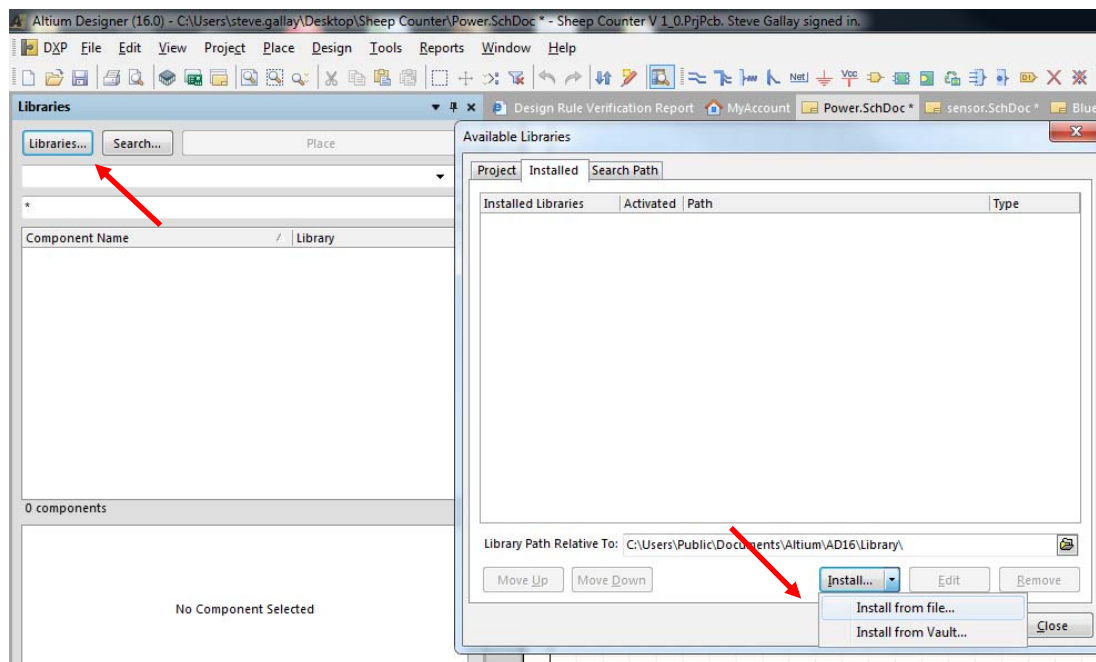 Altium Designer (16.0) - C:\Users\steve.gallay\Desktop\Sheep Counter\Power.SchDoc * - Sheep Counter V 1_0.PrjPcb. Steve Gallay signed in.
DXP File Edit View Project Place Design Tools Reports Window Help
Net Vcc
Libraries
Design Rule Verification Report MyAccount Power.SchDoc * sensor.SchDoc * Blue
Libraries... Search... Place
Available Libraries
Project Installed Search Path
*
Installed Libraries Activated Path Type
Component Name / Library
0 components
Library Path Relative To: C:\Users\Public\Documents\Altium\AD16\Library\
Move Up Move Down Install... Edit Remove
No Component Selected
Install from file...
Install from Vault...
Close